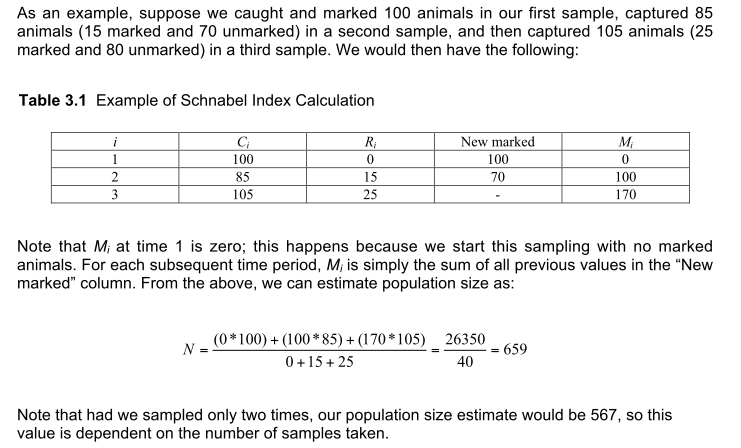 As an example, suppose we caught and marked 100 animals in our first sample, captured 85
animals (15 marked and 70 unmarked) in a second sample, and then captured 105 animals (25
marked and 80 unmarked) in a third sample. We would then have the following:
Table 3.1 Example of Schnabel Index Calculation
i Ci Ri New marked Mi
1 100 0 100 0
2 85 15 70 100
3 105 25 - 170
Note that Mi at time 1 is zero; this happens because we start this sampling with no marked
animals. For each subsequent time period, Mi is simply the sum of all previous values in the “New
marked” column. From the above, we can estimate population size as:
N = (0*100) + (100*85) + (170*105) / 0+15+25 = 26350 / 40 = 659
Note that had we sampled only two times, our population size estimate would be 567, so this
value is dependent on the number of samples taken.